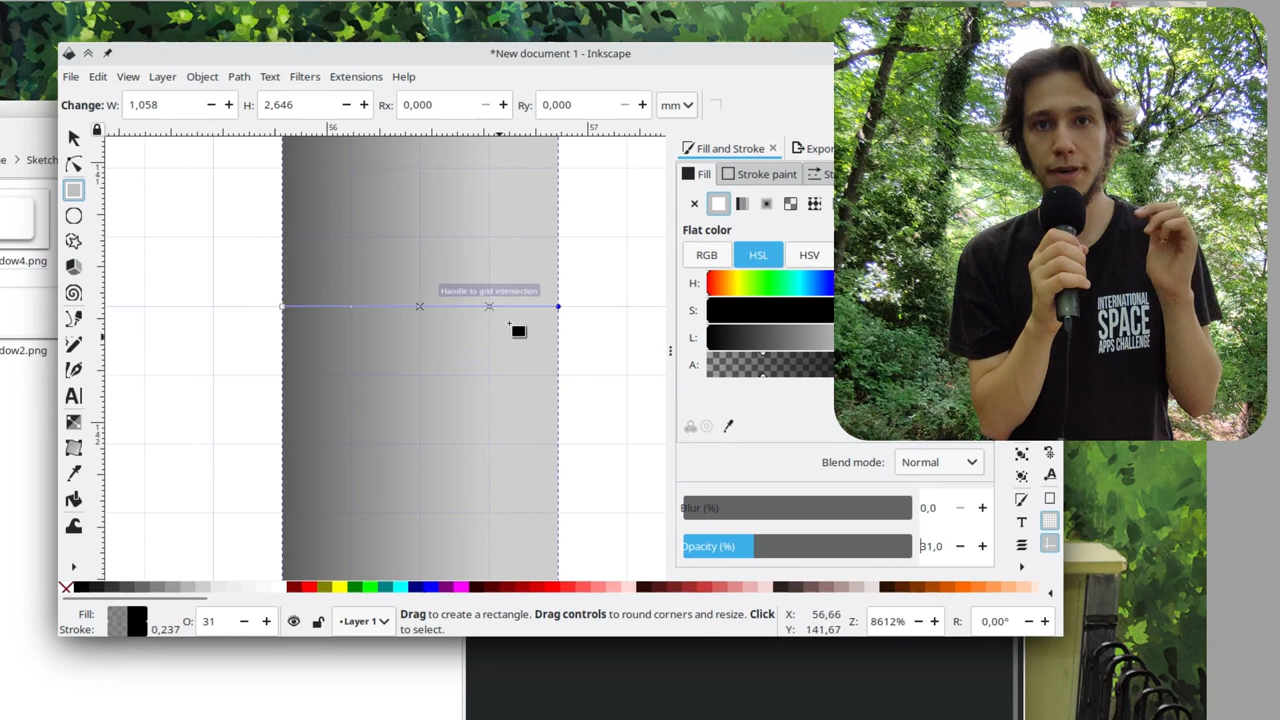 *New document 1 - Inkscape
File Edit View Layer Object Path Text Filters Extensions Help
Change: W: 1,058 − + H: 2,646 − + Rx: 0,000 − + Ry: 0,000 − + mm
56 57
e > Sketch
Fill and Stroke × Expor
Fill Stroke paint St
Flat color
RGB HSL HSV
H:
S:
L:
A:
dow4.png
Handle to grid intersection
dow2.png
INTERNATIONAL
SPACE
APPS CHALLENGE
Blend mode: Normal
Blur (%) 0,0 − +
Opacity (%) 31,0 − +
Fill:
Stroke: 0,237
O: 31 − +
•Layer 1
Drag to create a rectangle. Drag controls to round corners and resize. Click
to select.
X: 56,66
Y: 141,67
Z: 8612% − + R: 0,00° − +